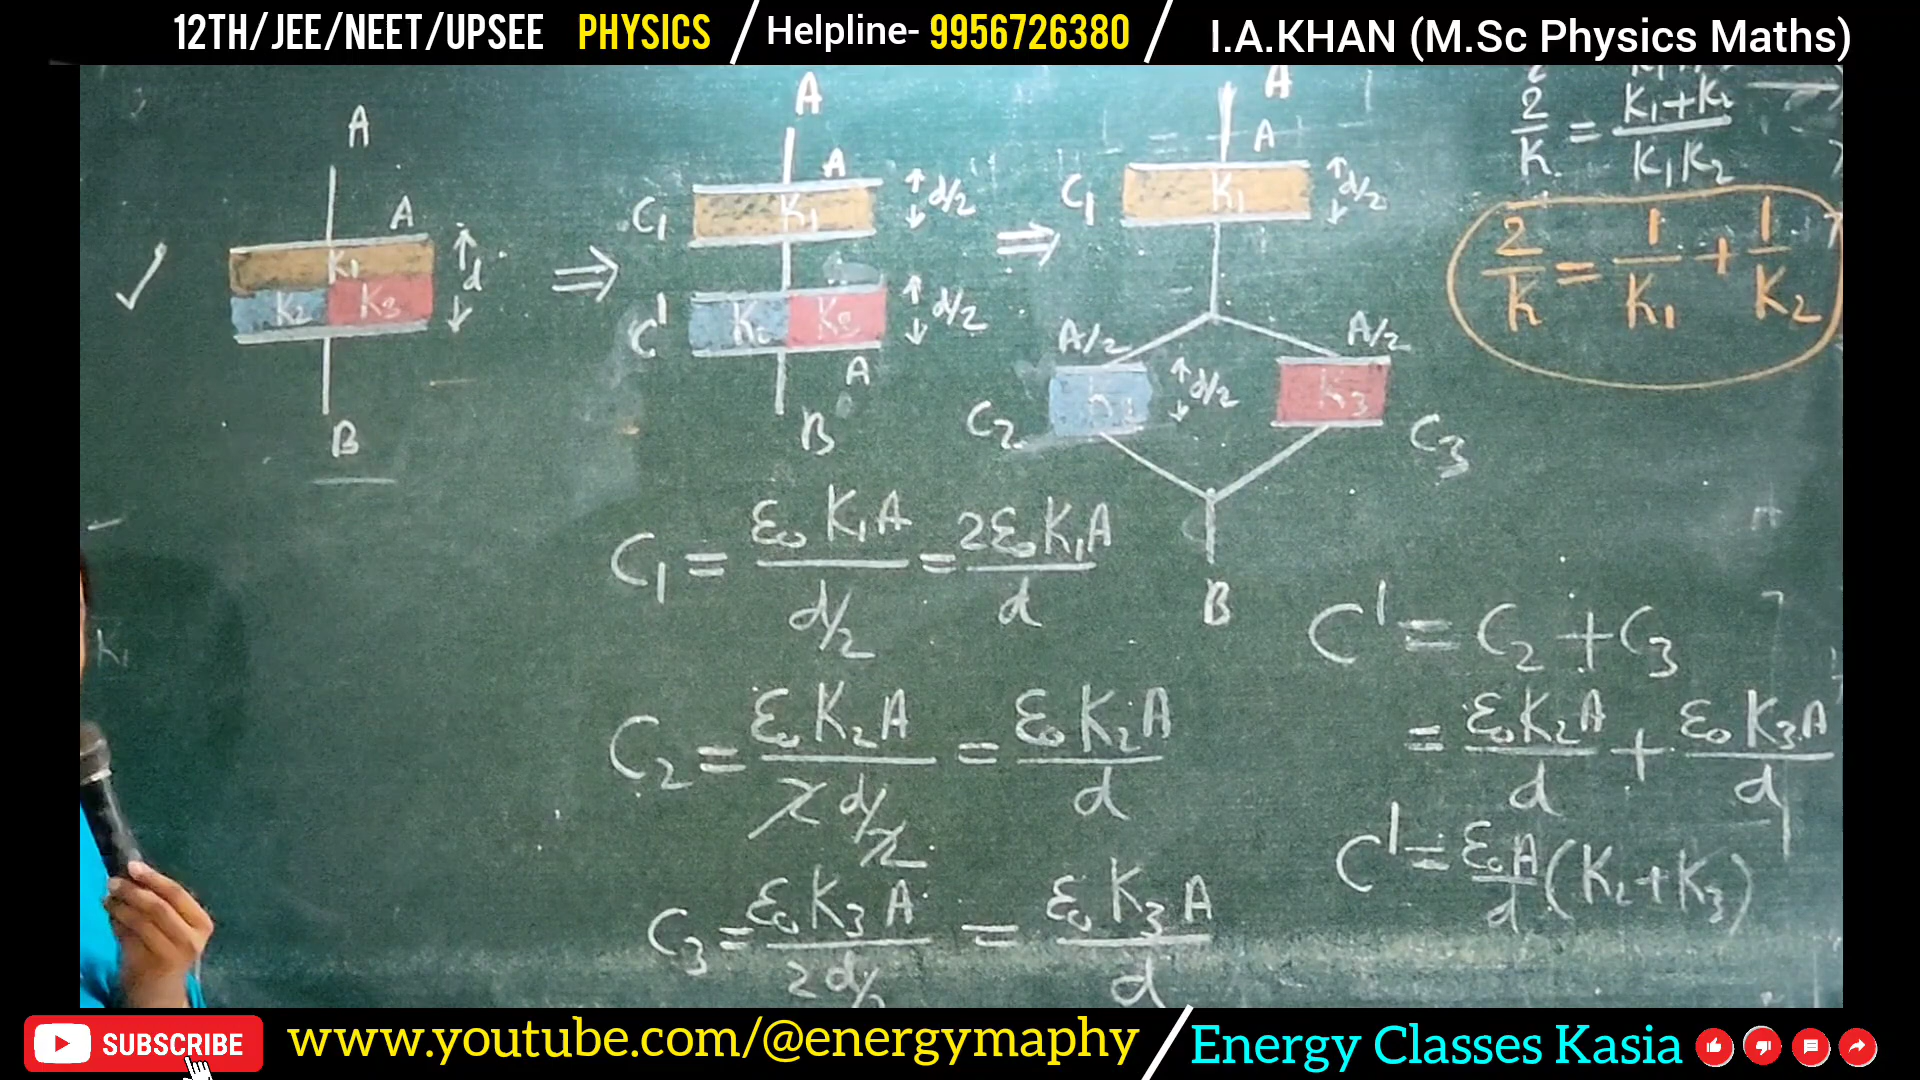 12TH/JEE/NEET/UPSEE PHYSICS / Helpline- 9956726380 / I.A.KHAN (M.Sc Physics Maths)
A
A
K1
K2 K3
d
B
⇒
A
A
C1 K1 d/2
C' K2 K3 d/2
A
B
⇒
A
A
C1 K1 d/2
A/2 A/2
K2 d/2 K3
C2 C3
B
2/K = K1+K2/K1K2
2/K = 1/K1 + 1/K2
C1 = ε0K1A/d/2 = 2ε0K1A/d
C2 = ε0K2A/2d/2 = ε0K2A/d
C3 = ε0K3A/2d/2 = ε0K3A/d
C' = C2 + C3
= ε0K2A/d + ε0K3A/d
C' = ε0A/d (K2+K3)
K1
SUBSCRIBE www.youtube.com/@energymaphy / Energy Classes Kasia